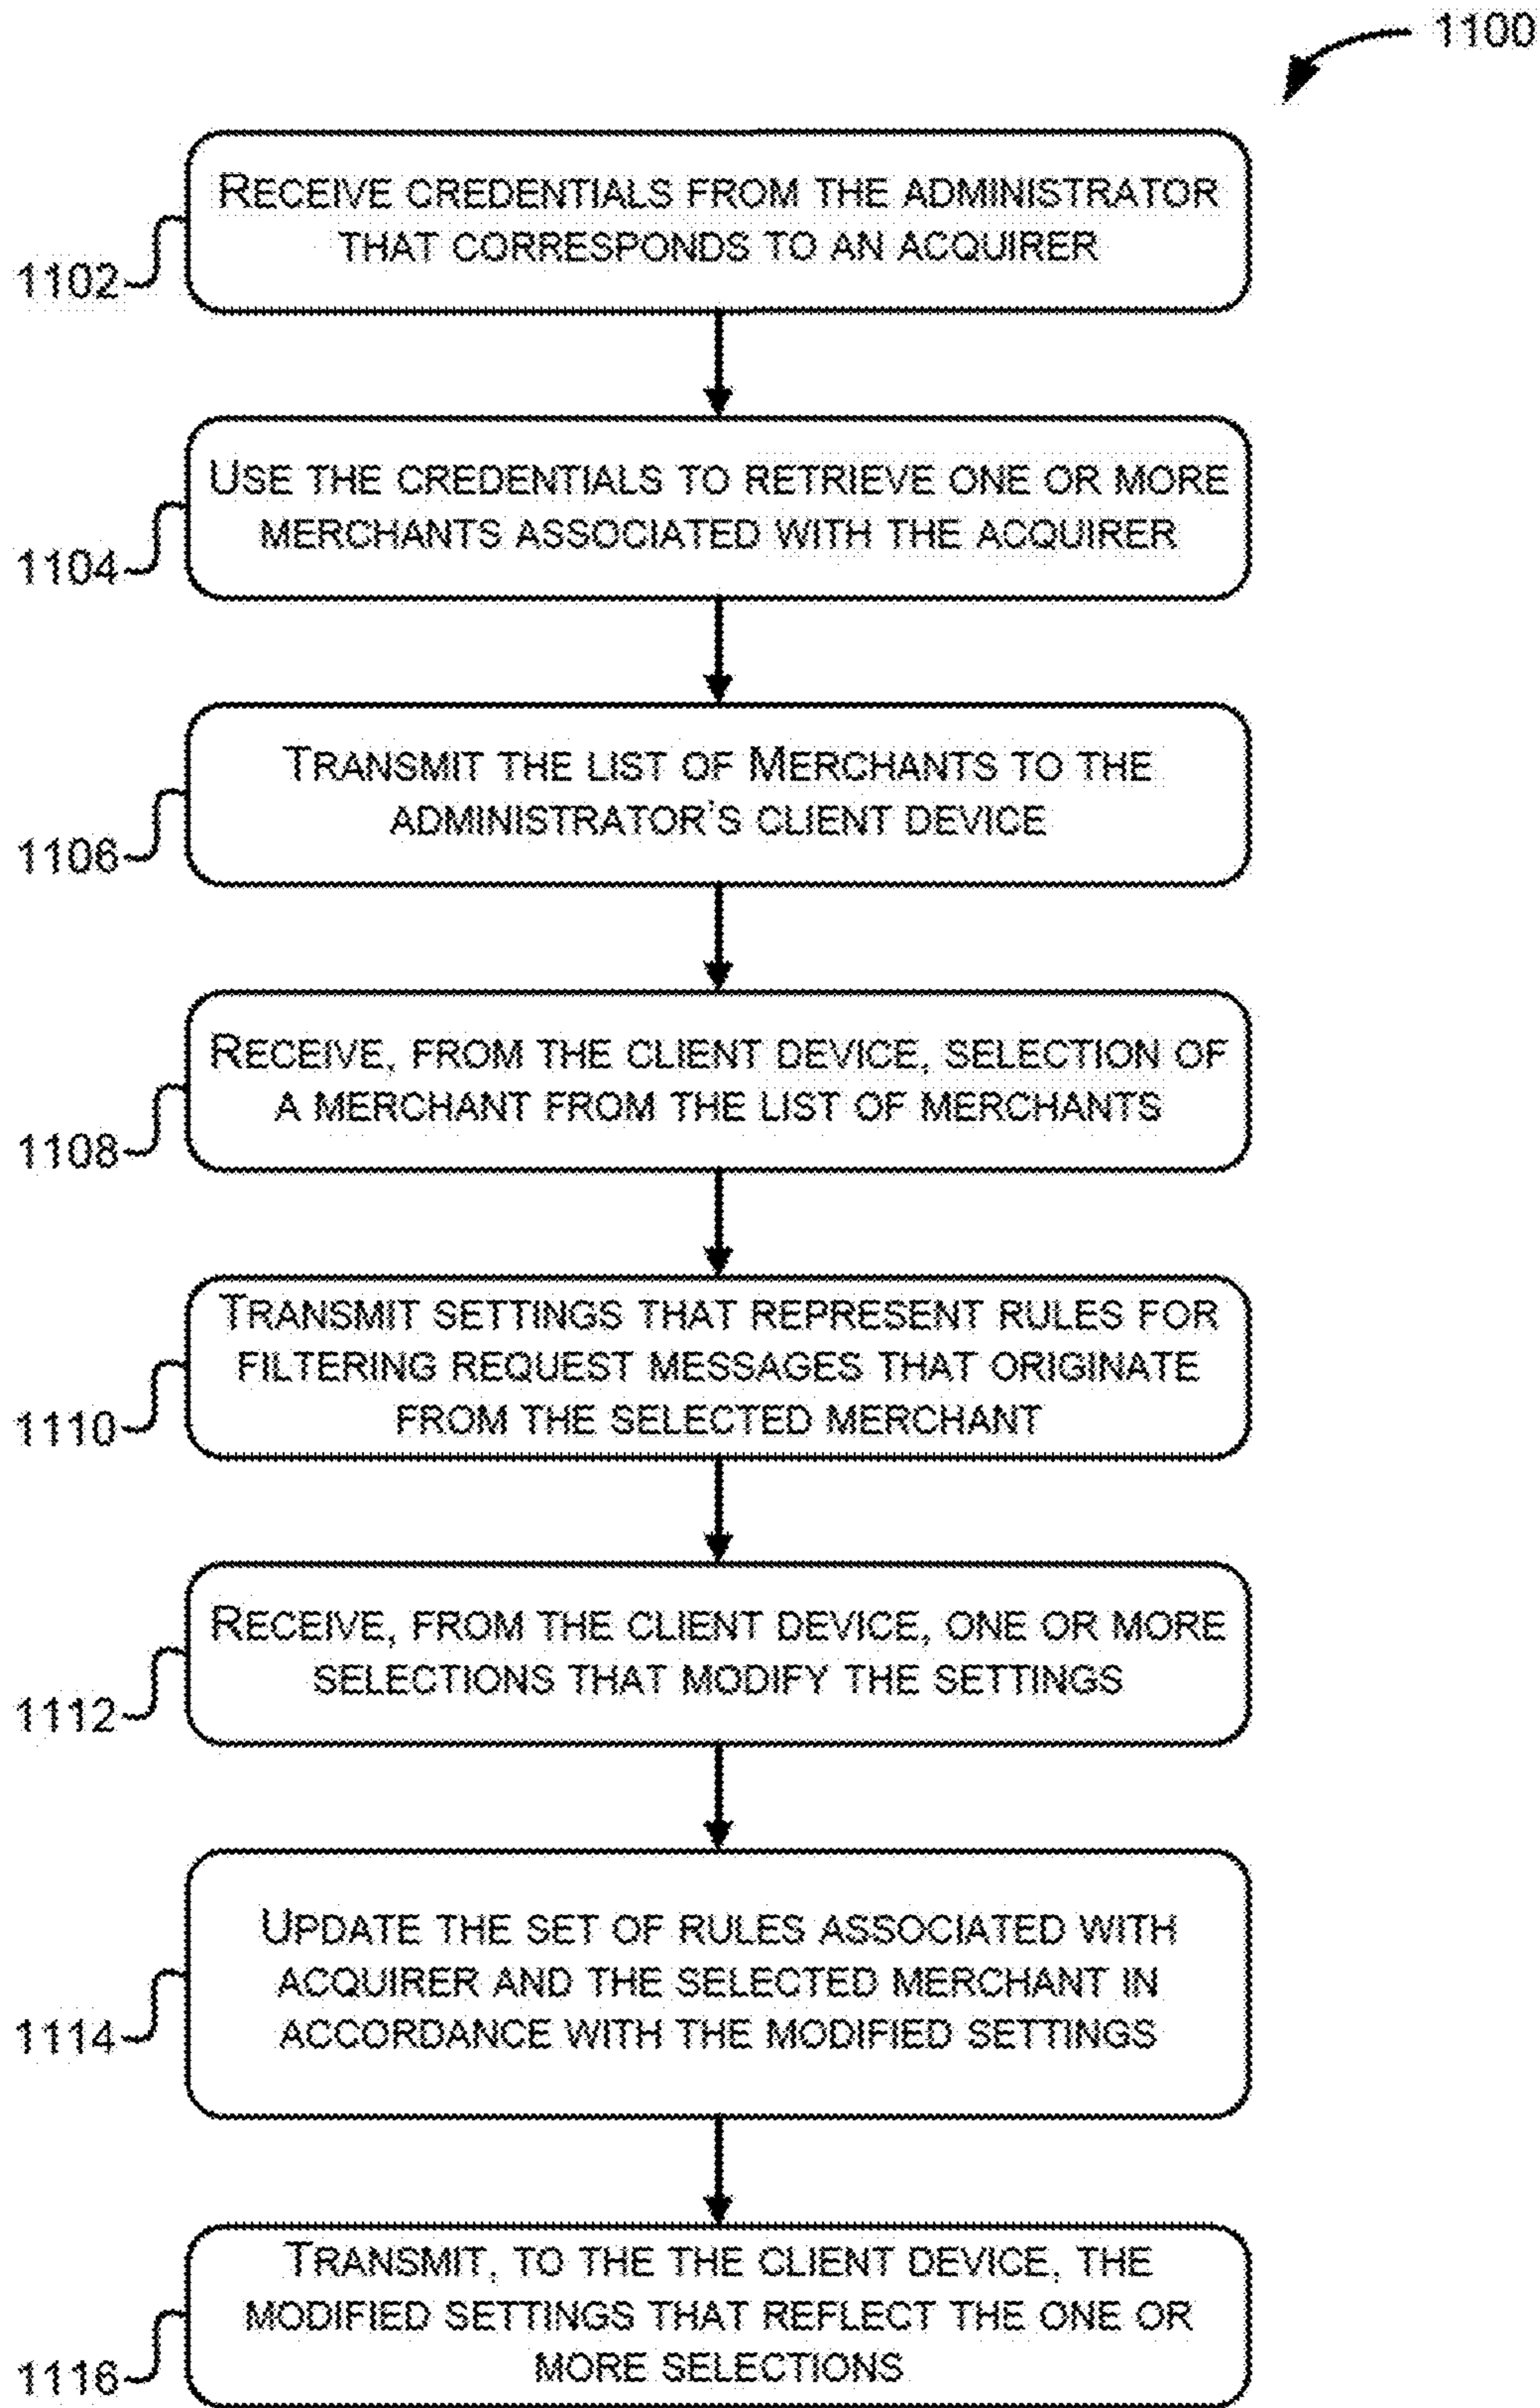 1100
RECEIVE CREDENTIALS FROM THE ADMINISTRATOR
THAT CORRESPONDS TO AN ACQUIRER
1102
USE THE CREDENTIALS TO RETRIEVE ONE OR MORE
MERCHANTS ASSOCIATED WITH THE ACQUIRER
1104
TRANSMIT THE LIST OF MERCHANTS TO THE
ADMINISTRATOR'S CLIENT DEVICE
1106
RECEIVE, FROM THE CLIENT DEVICE, SELECTION OF
A MERCHANT FROM THE LIST OF MERCHANTS
1108
TRANSMIT SETTINGS THAT REPRESENT RULES FOR
FILTERING REQUEST MESSAGES THAT ORIGINATE
FROM THE SELECTED MERCHANT
1110
RECEIVE, FROM THE CLIENT DEVICE, ONE OR MORE
SELECTIONS THAT MODIFY THE SETTINGS
1112
UPDATE THE SET OF RULES ASSOCIATED WITH
ACQUIRER AND THE SELECTED MERCHANT IN
ACCORDANCE WITH THE MODIFIED SETTINGS
1114
TRANSMIT, TO THE THE CLIENT DEVICE, THE
MODIFIED SETTINGS THAT REFLECT THE ONE OR
MORE SELECTIONS
1116